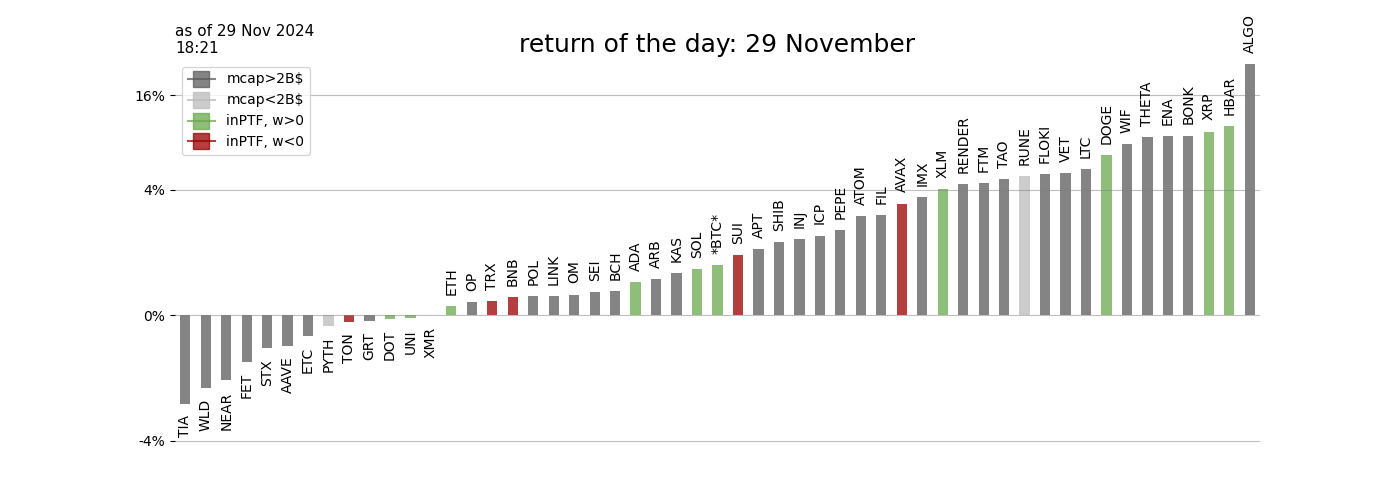 as of 29 Nov 2024
18:21
return of the day: 29 November
mcap>2B$
mcap<2B$
inPTF, w>0
inPTF, w<0
16%
4%
0%
-4%
TIA
WLD
NEAR
FET
STX
AAVE
ETC
PYTH
TON
GRT
DOT
UNI
XMR
ETH
OP
TRX
BNB
POL
LINK
OM
SEI
BCH
ADA
ARB
KAS
SOL
*BTC*
SUI
APT
SHIB
INJ
ICP
PEPE
ATOM
FIL
AVAX
IMX
XLM
RENDER
FTM
TAO
RUNE
FLOKI
VET
LTC
DOGE
WIF
THETA
ENA
BONK
XRP
HBAR
ALGO